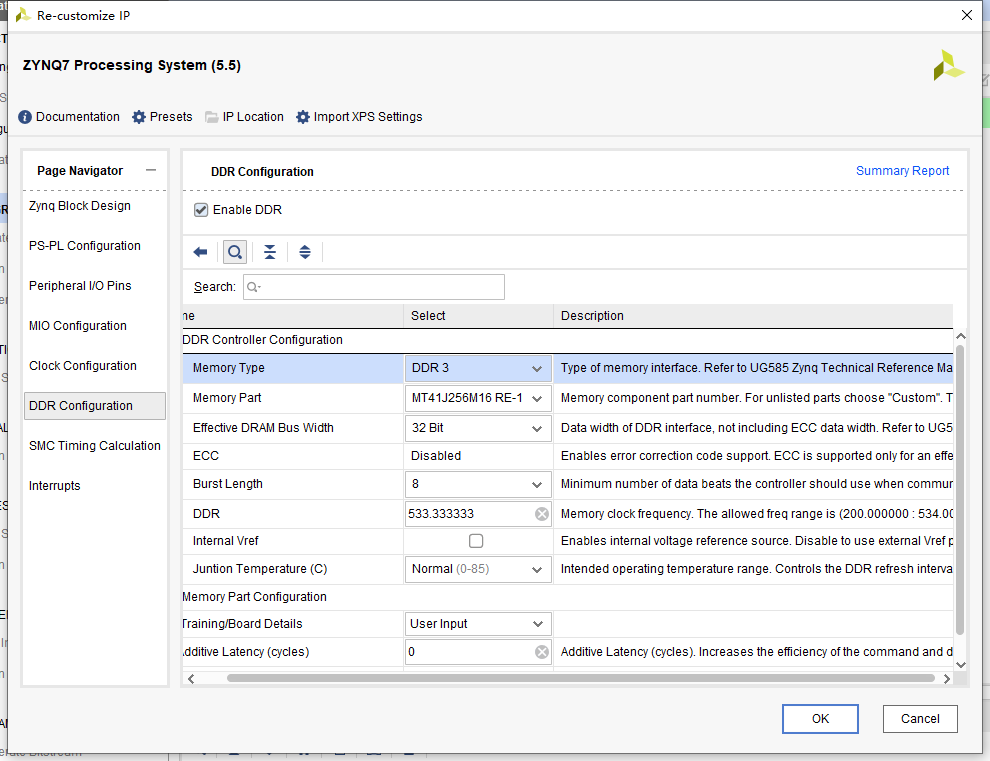 Re-customize IP
ZYNQ7 Processing System (5.5)
Documentation Presets IP Location Import XPS Settings
Page Navigator
Zynq Block Design
PS-PL Configuration
Peripheral I/O Pins
MIO Configuration
Clock Configuration
DDR Configuration
SMC Timing Calculation
Interrupts
DDR Configuration Summary Report
Enable DDR
Search:
Select Description
DDR Controller Configuration
Memory Type DDR 3 Type of memory interface. Refer to UG585 Zynq Technical Reference Ma
Memory Part MT41J256M16 RE-1 Memory component part number. For unlisted parts choose "Custom". T
Effective DRAM Bus Width 32 Bit Data width of DDR interface, not including ECC data width. Refer to UG5
ECC Disabled Enables error correction code support. ECC is supported only for an effe
Burst Length 8 Minimum number of data beats the controller should use when commun
DDR 533.333333 Memory clock frequency. The allowed freq range is (200.000000 : 534.00
Internal Vref Enables internal voltage reference source. Disable to use external Vref p
Juntion Temperature (C) Normal (0-85) Intended operating temperature range. Controls the DDR refresh interva
Memory Part Configuration
Training/Board Details User Input
Additive Latency (cycles) 0 Additive Latency (cycles). Increases the efficiency of the command and d
OK Cancel